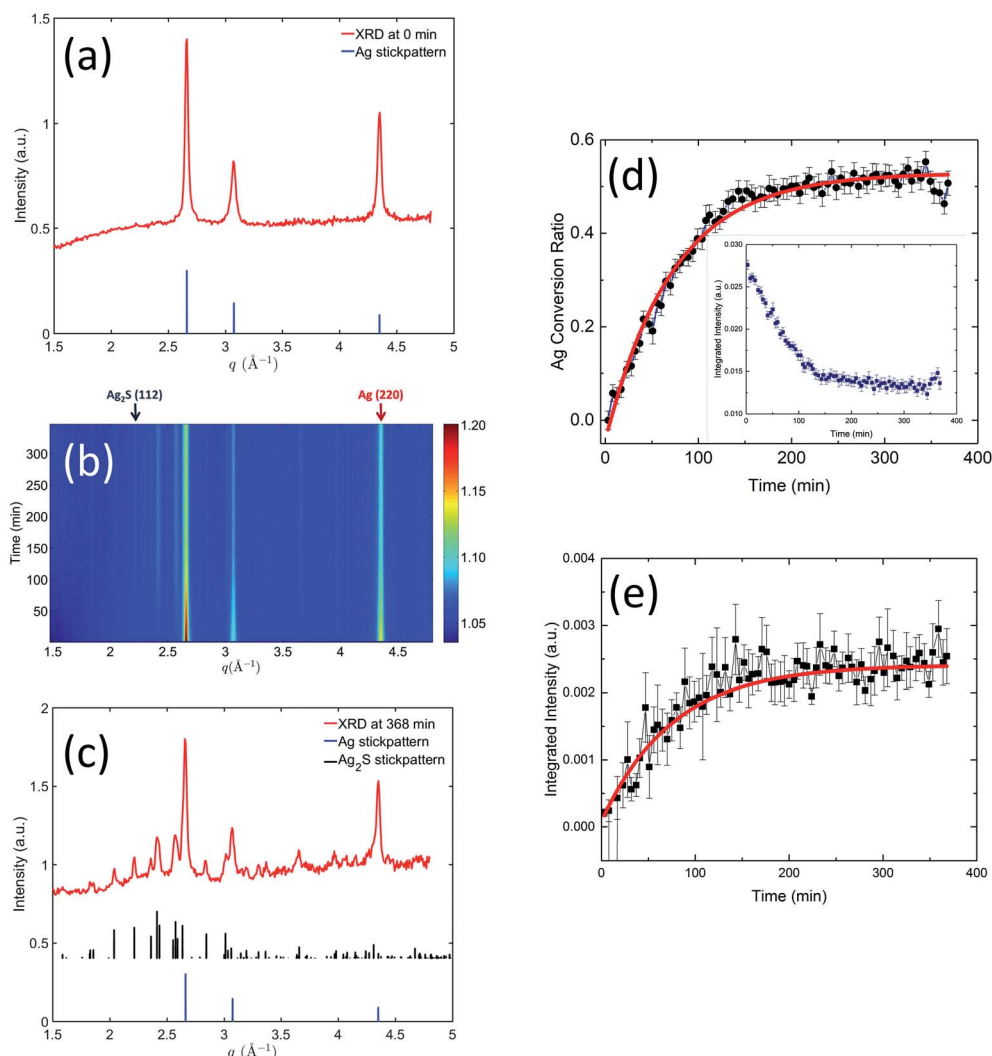 (a)
1.5
1
0.5
0
Intensity (a.u.)
XRD at 0 min
Ag stickpattern
1.5 2 2.5 3 3.5 4 4.5 5
q (Å⁻¹)
Ag₂S (112)
Ag (220)
(b)
300
250
200
150
100
50
Time (min)
1.20
1.15
1.10
1.05
1.5 2 2.5 3 3.5 4 4.5
q(Å⁻¹)
(c)
2
1.5
1
0.5
0
Intensity (a.u.)
XRD at 368 min
Ag stickpattern
Ag₂S stickpattern
1.5 2 2.5 3 3.5 4 4.5 5
q (Å⁻¹)
(d)
0.6
0.4
0.2
0.0
Ag Conversion Ratio
0 100 200 300 400
Time (min)
0.030
0.025
0.020
0.015
0.010
Integrated Intensity (a.u.)
0 100 200 300 400
Time (min)
(e)
0.004
0.003
0.002
0.001
0.000
Integrated Intensity (a.u.)
0 100 200 300 400
Time (min)